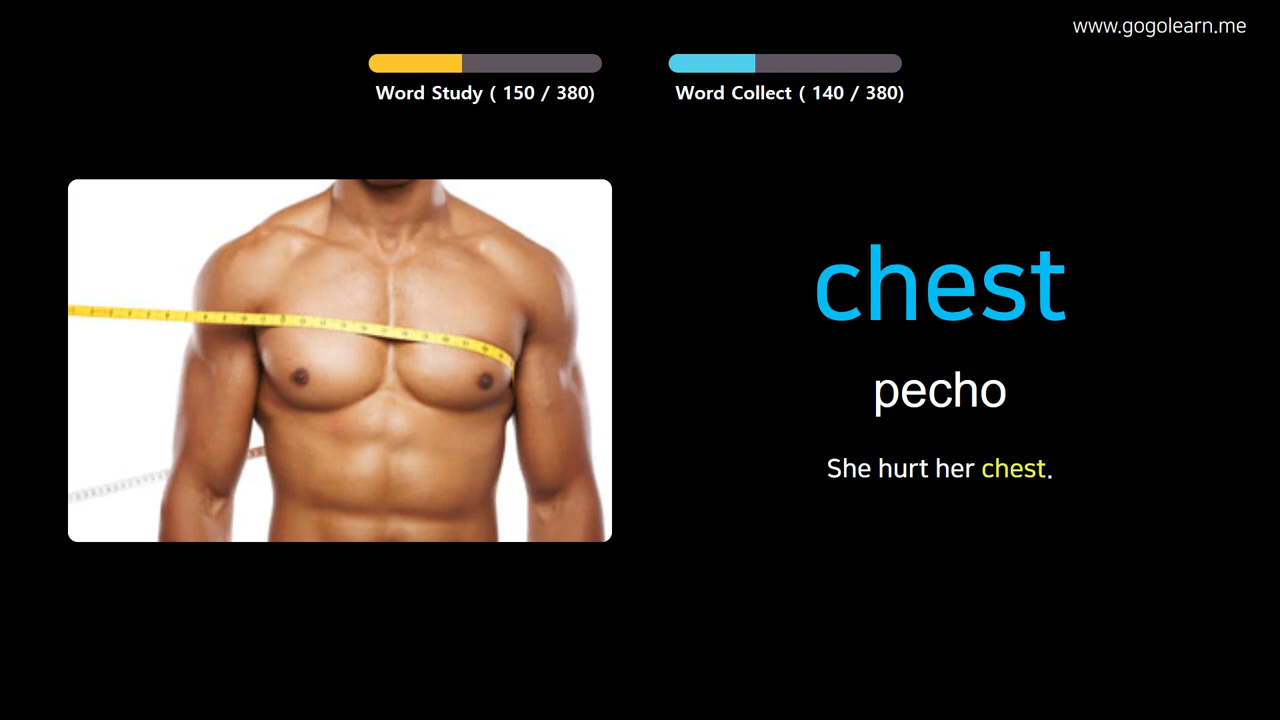 www.gogolearn.me
Word Study ( 150 / 380)
Word Collect ( 140 / 380)
chest
pecho
She hurt her chest.